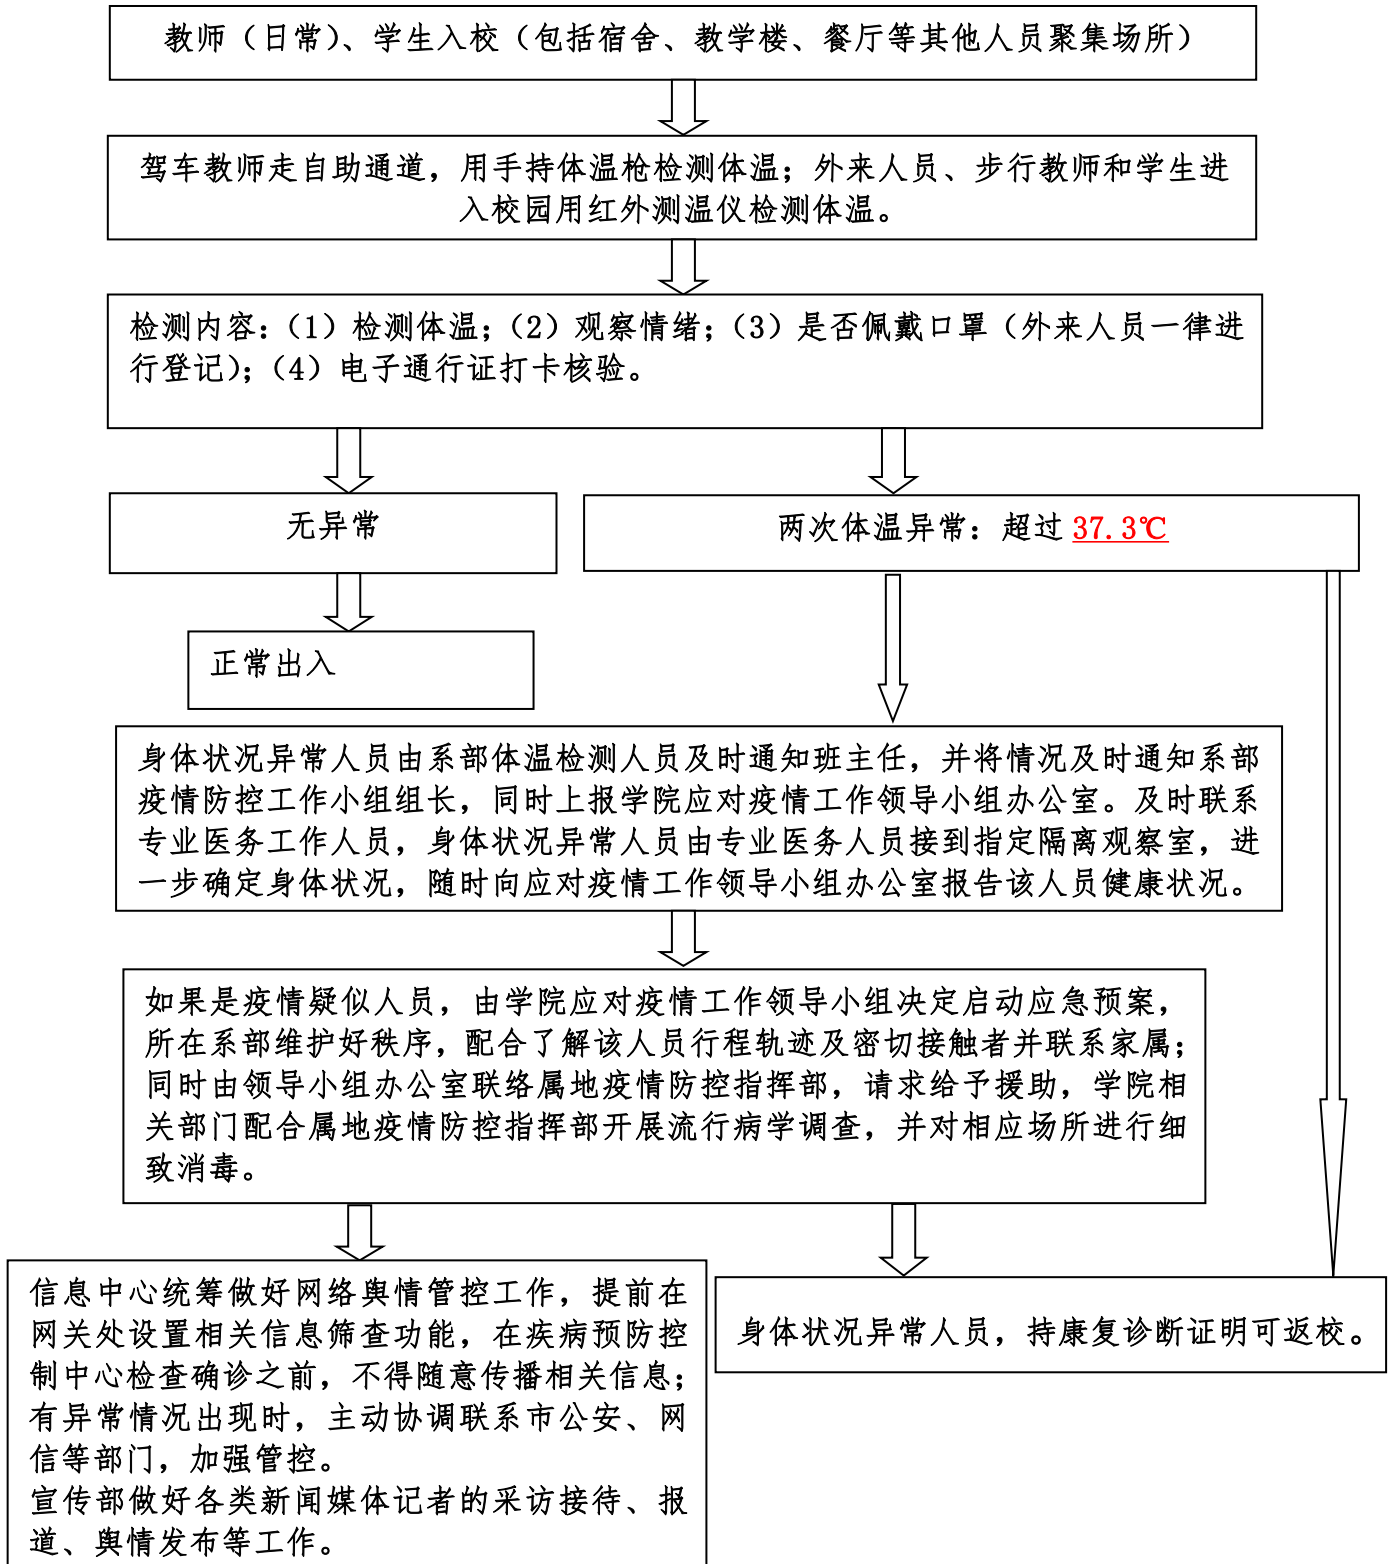 教师（日常）、学生入校（包括宿舍、教学楼、餐厅等其他人员聚集场所）
驾车教师走自助通道，用手持体温枪检测体温；外来人员、步行教师和学生进
入校园用红外测温仪检测体温。
检测内容：（1）检测体温；（2）观察情绪；（3）是否佩戴口罩（外来人员一律进
行登记）；（4）电子通行证打卡核验。
无异常
两次体温异常：超过 37.3℃
正常出入
身体状况异常人员由系部体温检测人员及时通知班主任，并将情况及时通知系部
疫情防控工作小组组长，同时上报学院应对疫情工作领导小组办公室。及时联系
专业医务工作人员，身体状况异常人员由专业医务人员接到指定隔离观察室，进
一步确定身体状况，随时向应对疫情工作领导小组办公室报告该人员健康状况。
如果是疫情疑似人员，由学院应对疫情工作领导小组决定启动应急预案，
所在系部维护好秩序，配合了解该人员行程轨迹及密切接触者并联系家属；
同时由领导小组办公室联络属地疫情防控指挥部，请求给予援助，学院相
关部门配合属地疫情防控指挥部开展流行病学调查，并对相应场所进行细
致消毒。
信息中心统筹做好网络舆情管控工作，提前在
网关处设置相关信息筛查功能，在疾病预防控
制中心检查确诊之前，不得随意传播相关信息；
有异常情况出现时，主动协调联系市公安、网
信等部门，加强管控。
宣传部做好各类新闻媒体记者的采访接待、报
道、舆情发布等工作。
身体状况异常人员，持康复诊断证明可返校。